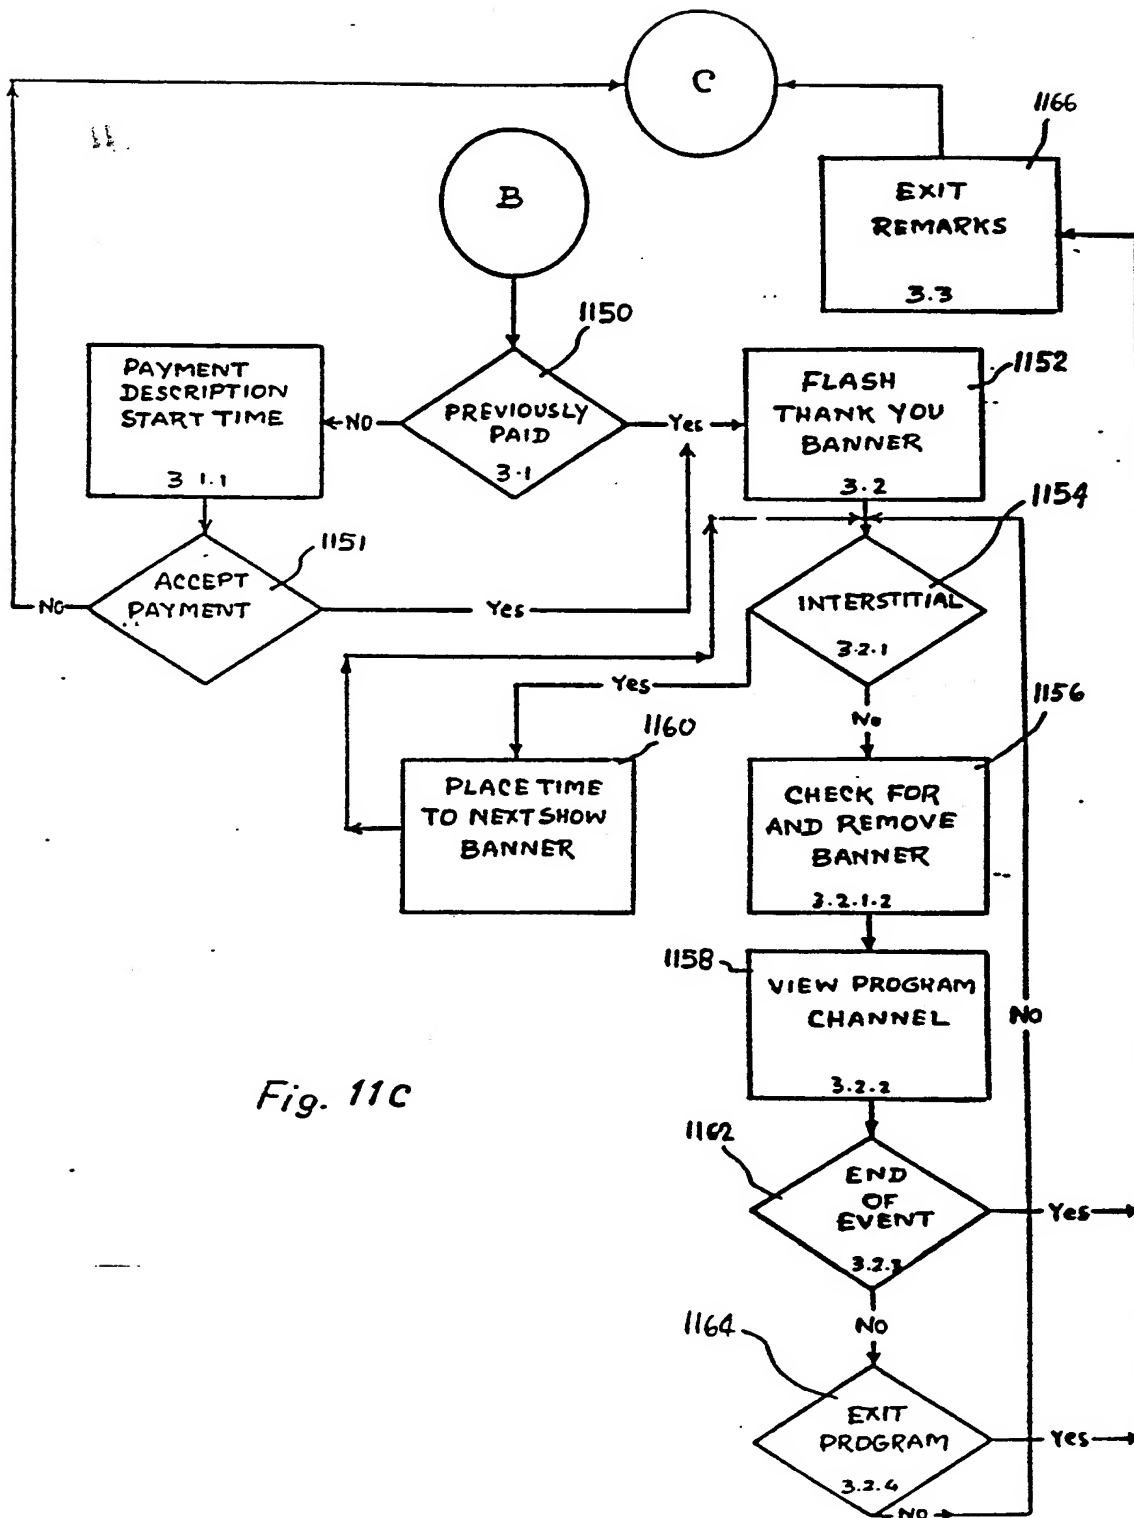 C
1166
EXIT
REMARKS
3.3
B
1150
PREVIOUSLY
PAID
3.1
NO
Yes
PAYMENT
DESCRIPTION
START TIME
3 1.1
1152
FLASH
THANK YOU
BANNER
3.2
1151
ACCEPT
PAYMENT
No
Yes
1154
INTERSTITIAL
3.2.1
Yes
No
1160
PLACE TIME
TO NEXT SHOW
BANNER
1156
CHECK FOR
AND REMOVE
BANNER
3.2.1.2
1158
VIEW PROGRAM
CHANNEL
3.2.2
NO
Fig. 11C
1162
END
OF
EVENT
3.2.3
Yes
NO
1164
EXIT
PROGRAM
3.2.4
Yes
NO